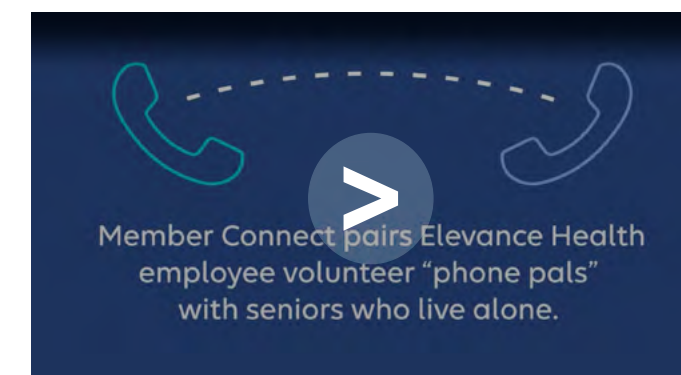 Member Connect pairs Elevance Health
employee volunteer “phone pals”
with seniors who live alone.